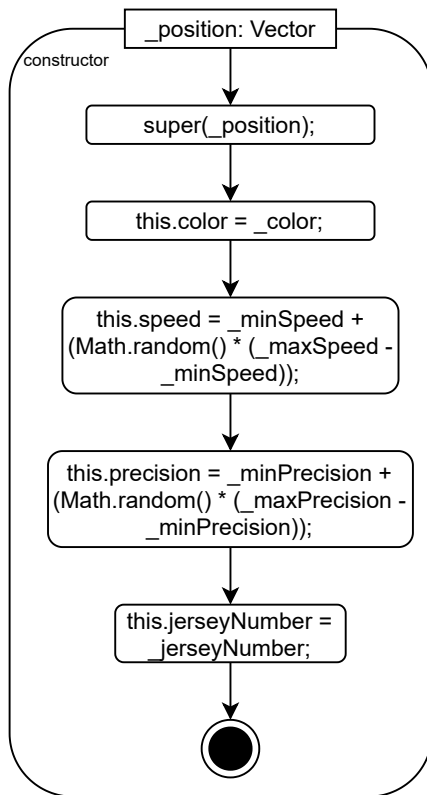 _position: Vector
constructor
super(_position);
this.color = _color;
this.speed = _minSpeed +
(Math.random() * (_maxSpeed -
_minSpeed));
this.precision = _minPrecision +
(Math.random() * (_maxPrecision -
_minPrecision));
this.jerseyNumber =
_jerseyNumber;